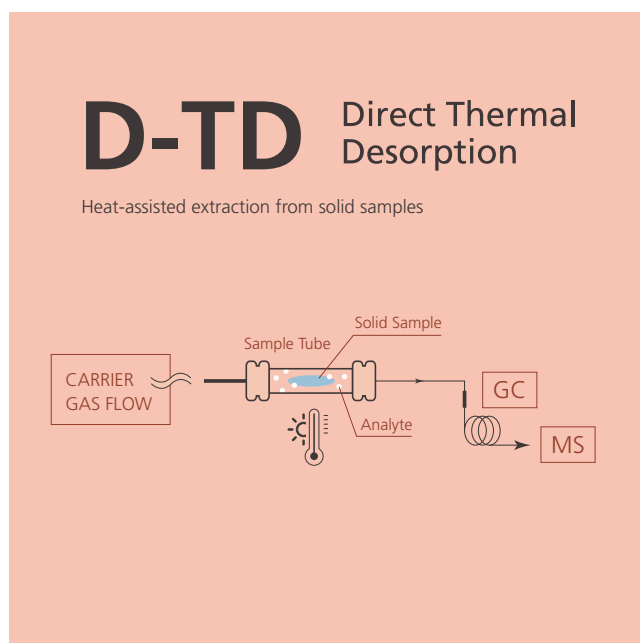 D-TD
Direct Thermal
Desorption
Heat-assisted extraction from solid samples
Solid Sample
Sample Tube
CARRIER
GAS FLOW
GC
Analyte
MS